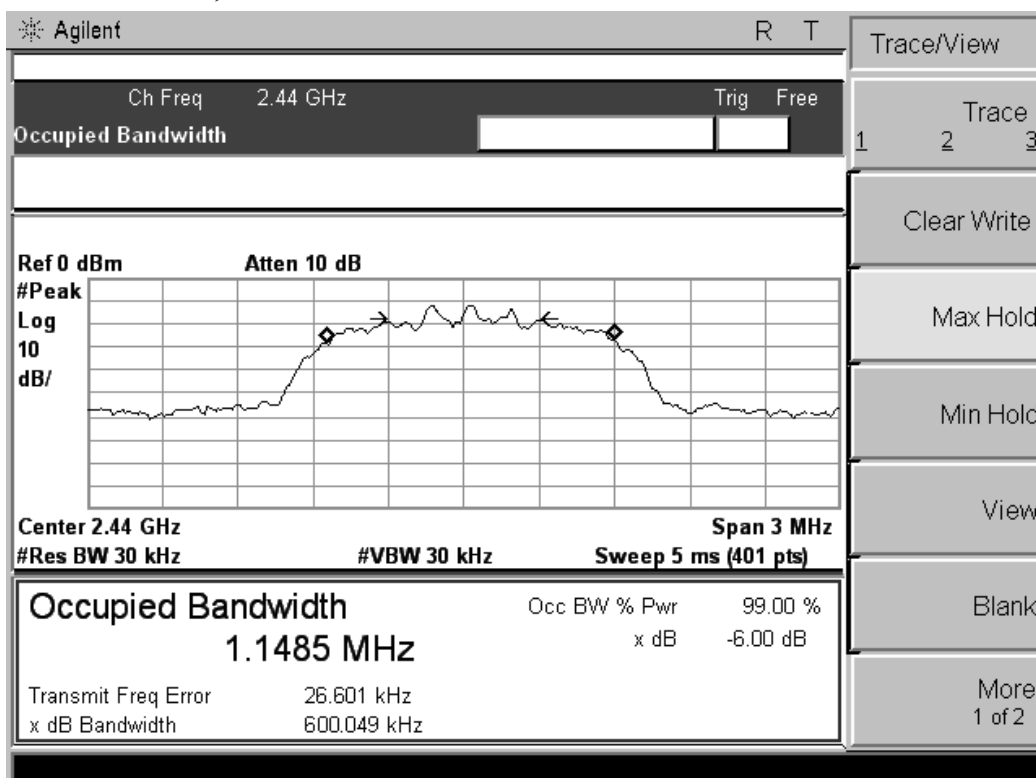 Agilent R T
Trace/View
Ch Freq 2.44 GHz Trig Free
Occupied Bandwidth
Trace
1 2 3
Clear Write
Ref 0 dBm Atten 10 dB
#Peak
Log
10
dB/
Max Hold
Min Hold
View
Center 2.44 GHz Span 3 MHz
#Res BW 30 kHz #VBW 30 kHz Sweep 5 ms (401 pts)
Occupied Bandwidth Occ BW % Pwr 99.00 %
1.1485 MHz x dB -6.00 dB
Transmit Freq Error 26.601 kHz
x dB Bandwidth 600.049 kHz
Blank
More
1 of 2